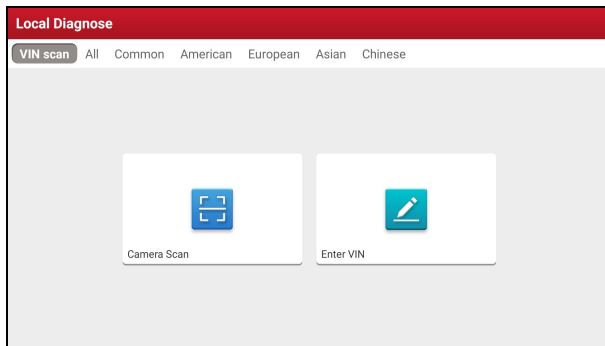 Local Diagnose
VIN scan All Common American European Asian Chinese
Camera Scan Enter VIN